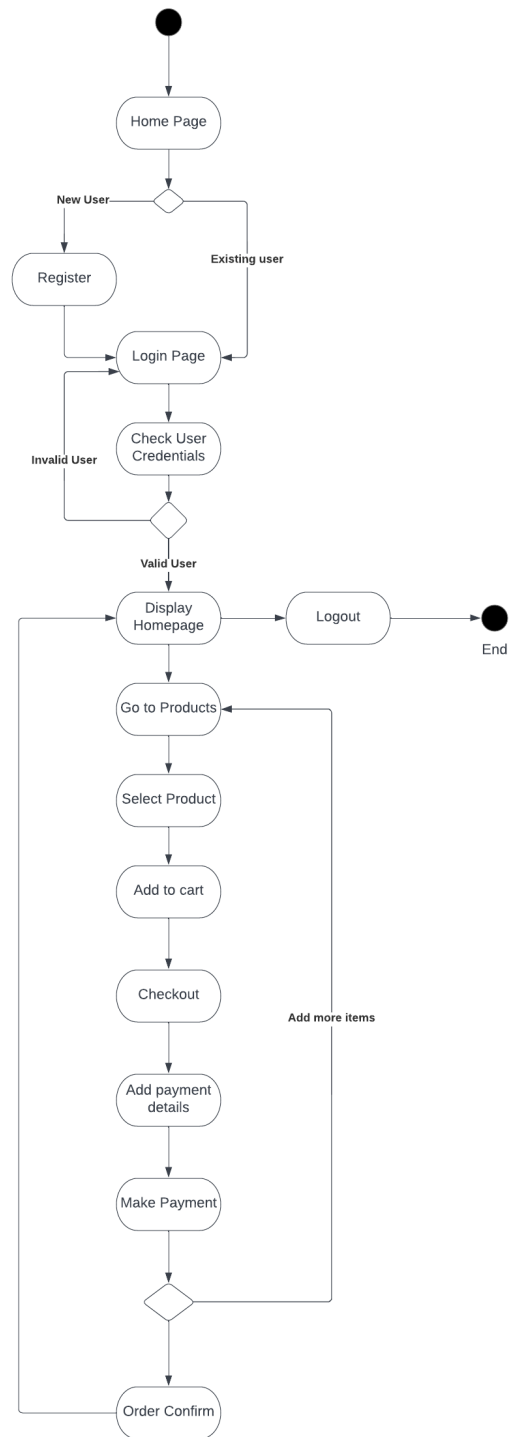 Home Page
New User
Existing user
Register
Login Page
Check User
Credentials
Invalid User
Valid User
Display
Homepage
Logout
End
Go to Products
Select Product
Add to cart
Checkout
Add more items
Add payment
details
Make Payment
Order Confirm